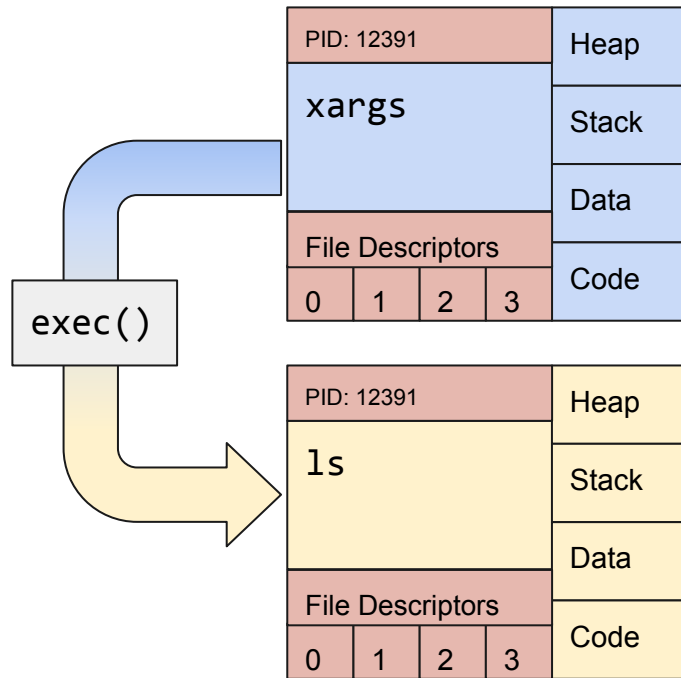 PID: 12391
xargs
File Descriptors
0 1 2 3
Heap
Stack
Data
Code
exec()
PID: 12391
ls
File Descriptors
0 1 2 3
Heap
Stack
Data
Code